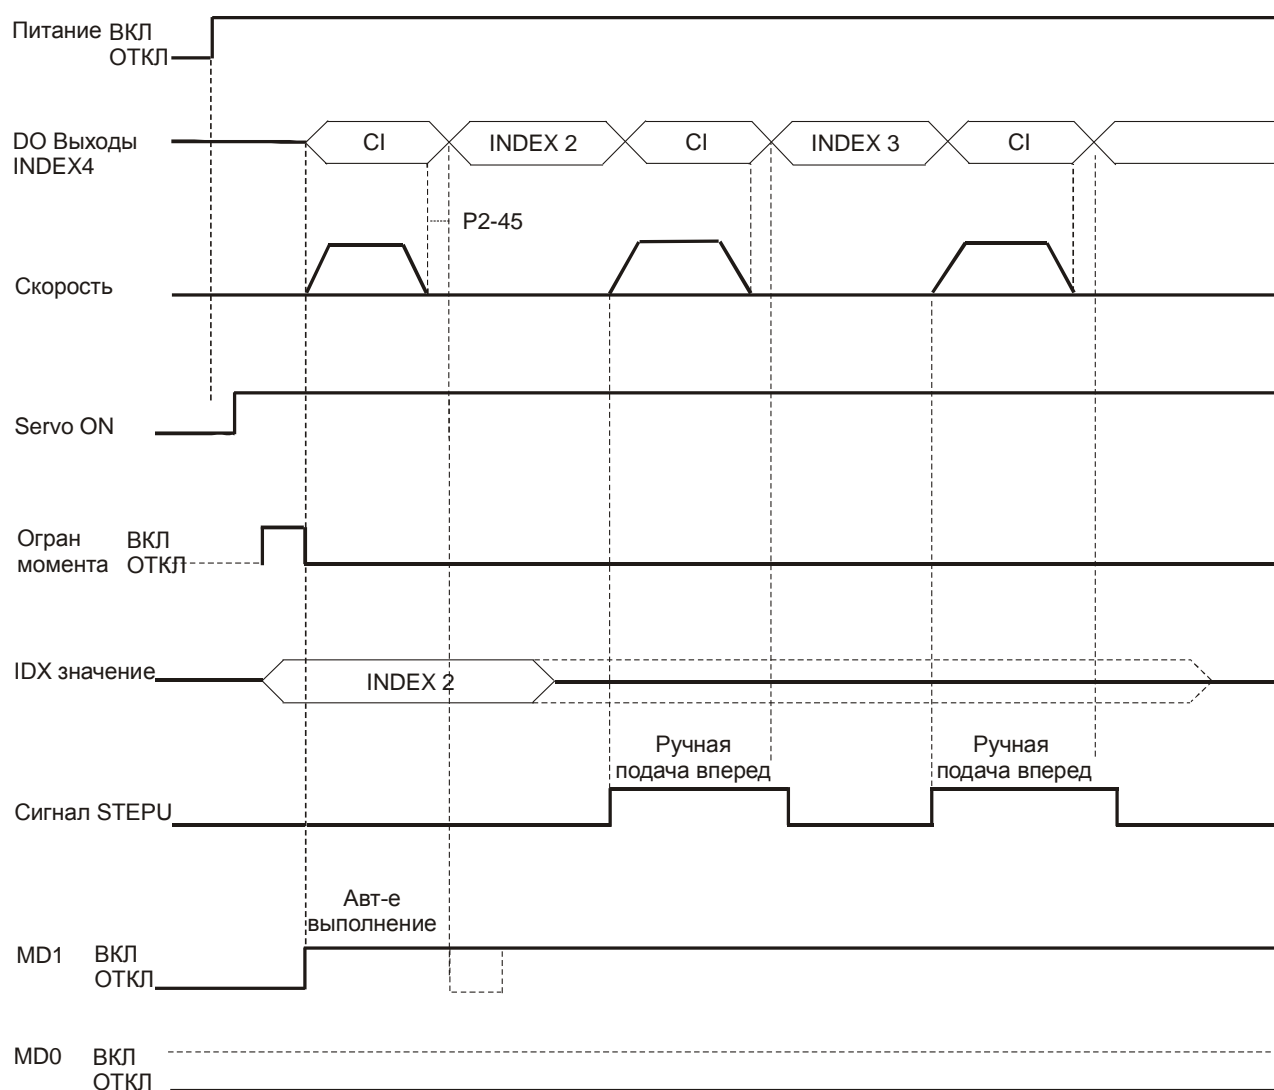 Питание ВКЛ
ОТКЛ
DO Выходы
INDEX4
CI INDEX 2 CI INDEX 3 CI
P2-45
Скорость
Servo ON
Огран ВКЛ
момента ОТКЛ
IDX значение
INDEX 2
Ручная
подача вперед
Ручная
подача вперед
Сигнал STEPU
Авт-е
выполнение
MD1 ВКЛ
ОТКЛ
MD0 ВКЛ
ОТКЛ